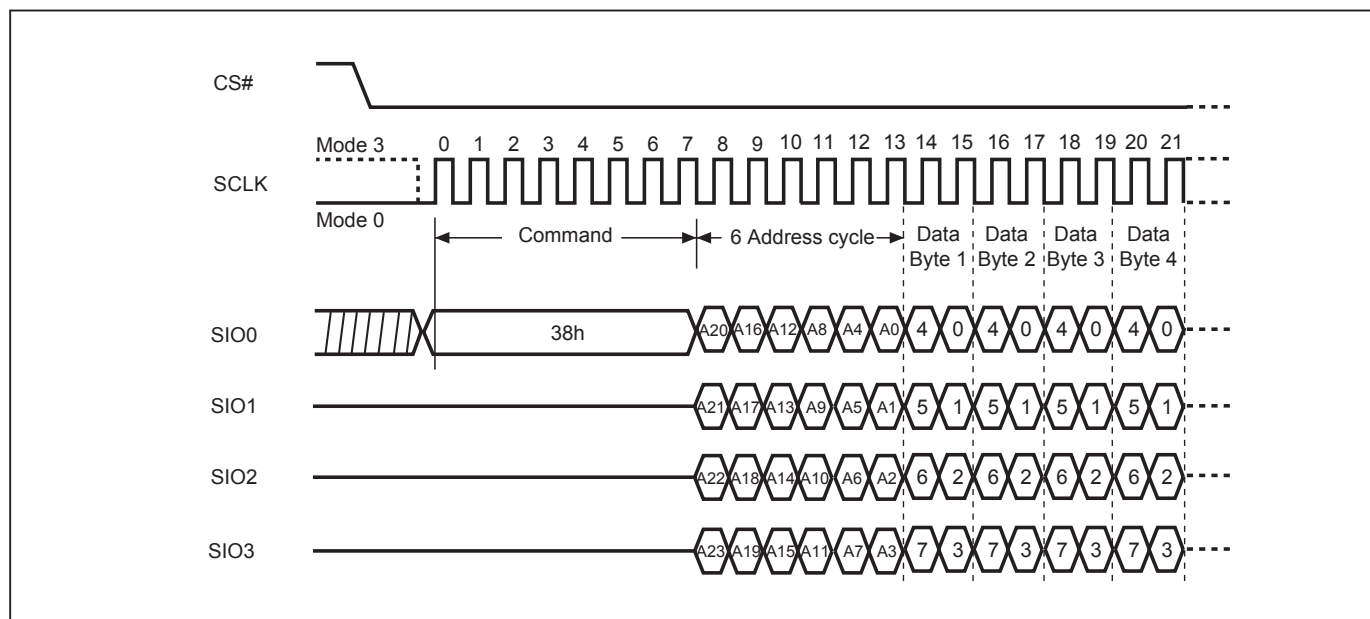 CS#
Mode 3 0 1 2 3 4 5 6 7 8 9 10 11 12 13 14 15 16 17 18 19 20 21
SCLK
Mode 0
Command 6 Address cycle Data Data Data Data
Byte 1 Byte 2 Byte 3 Byte 4
SIO0 38h A20 A16 A12 A8 A4 A0 4 0 4 0 4 0 4 0
SIO1 A21 A17 A13 A9 A5 A1 5 1 5 1 5 1 5 1
SIO2 A22 A18 A14 A10 A6 A2 6 2 6 2 6 2 6 2
SIO3 A23 A19 A15 A11 A7 A3 7 3 7 3 7 3 7 3